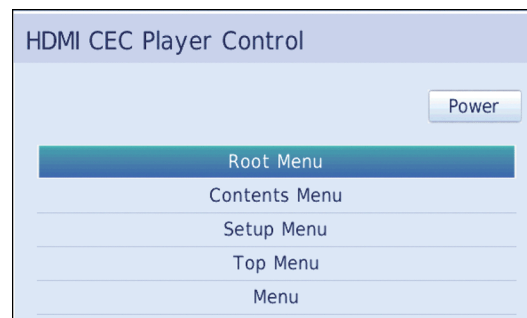 HDMI CEC Player Control
Power
Root Menu
Contents Menu
Setup Menu
Top Menu
Menu